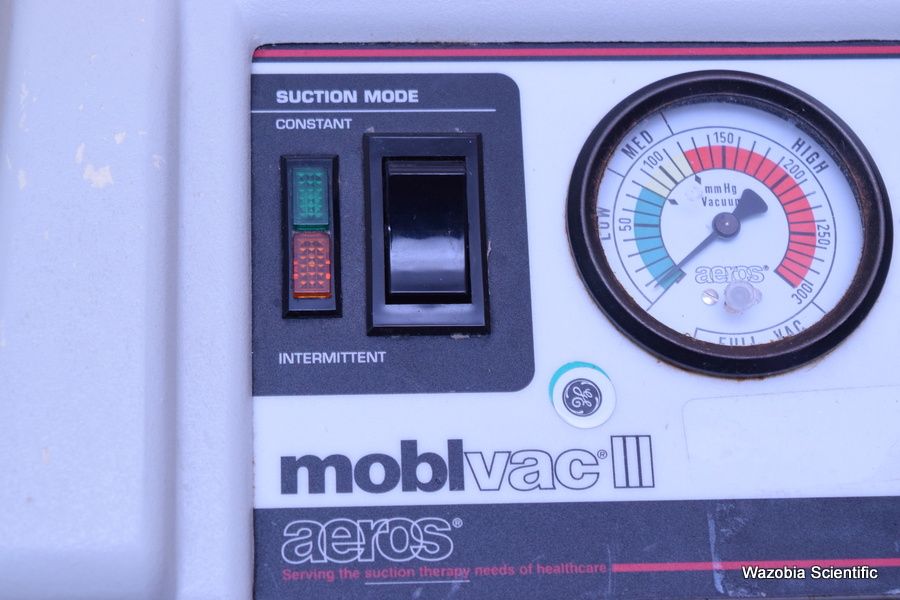 SUCTION MODE
CONSTANT
INTERMITTENT
LOW
MED
HIGH
50
100
150
200
250
300
mmHg
Vacuum
aeros®
FULL VAC
GE
moblvac® III
aeros®
Serving the suction therapy needs of healthcare
Wazobia Scientific